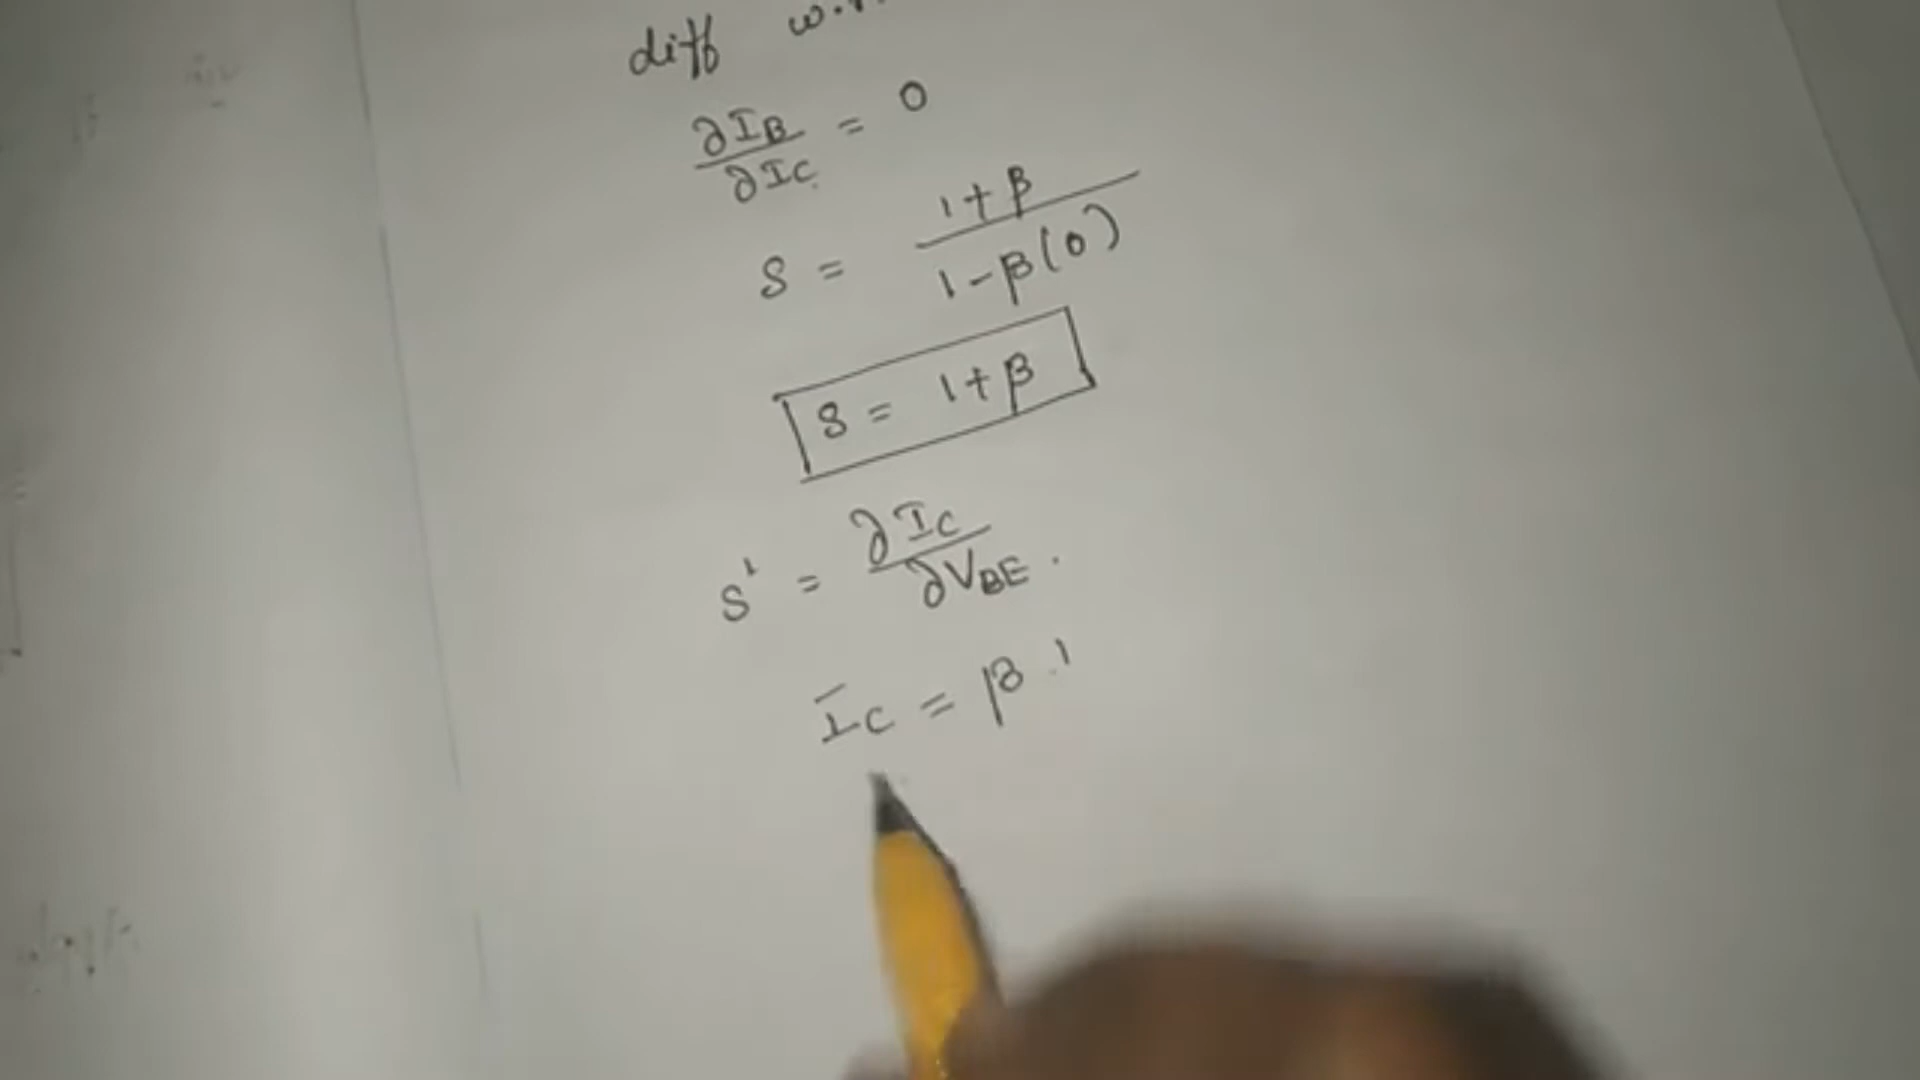 diff w.r
∂IB/∂IC = 0
S = 1+β/1-β(0)
S = 1+β
S' = ∂IC/∂VBE.
IC = β